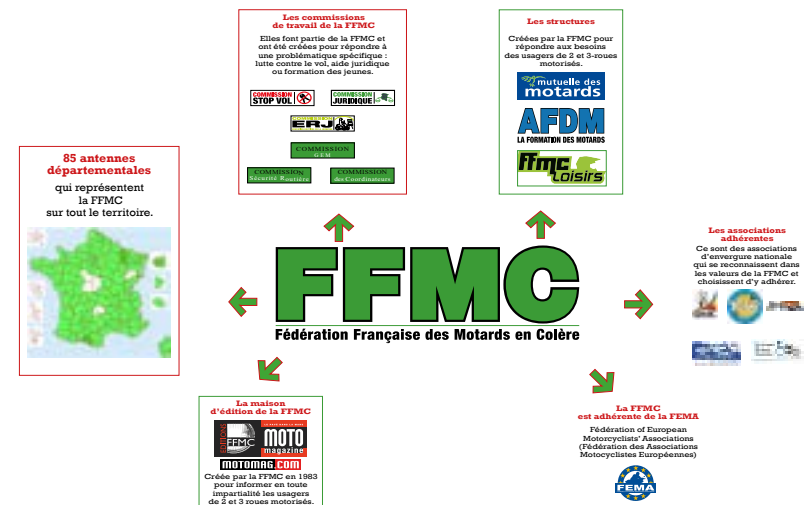 Les commissions
de travail de la FFMC
Elles font partie de la FFMC et
ont été créées pour répondre à
une problématique spécifique :
lutte contre le vol, aide juridique
ou formation des jeunes.
COMMISSION
STOP VOL
COMMISSION
JURIDIQUE
ERJ
COMMISSION
GEM
COMMISSION
Sécurité Routière
COMMISSION
des Coordinateurs
Les structures
Créées par la FFMC pour
répondre aux besoins
des usagers de 2 et 3-roues
motorisés.
mutuelle des
motards
AFDM
LA FORMATION DES MOTARDS
ffmc
Loisirs
85 antennes
départementales
qui représentent
la FFMC
sur tout le territoire.
FFMC
Fédération Française des Motards en Colère
Les associations
adhérentes
Ce sont des associations
d'envergure nationale
qui se reconnaissent dans
les valeurs de la FFMC et
choisissent d'y adhérer.
La maison
d'édition de la FFMC
EDITIONS
FFMC
MOTO
magazine
MOTOMAG.COM
Créée par la FFMC en 1983
pour informer en toute
impartialité les usagers
de 2 et 3 roues motorisés.
La FFMC
est adhérente de la FEMA
Fédération of European
Motorcyclists' Associations
(Fédération des Associations
Motocyclistes Européennes)
FEMA